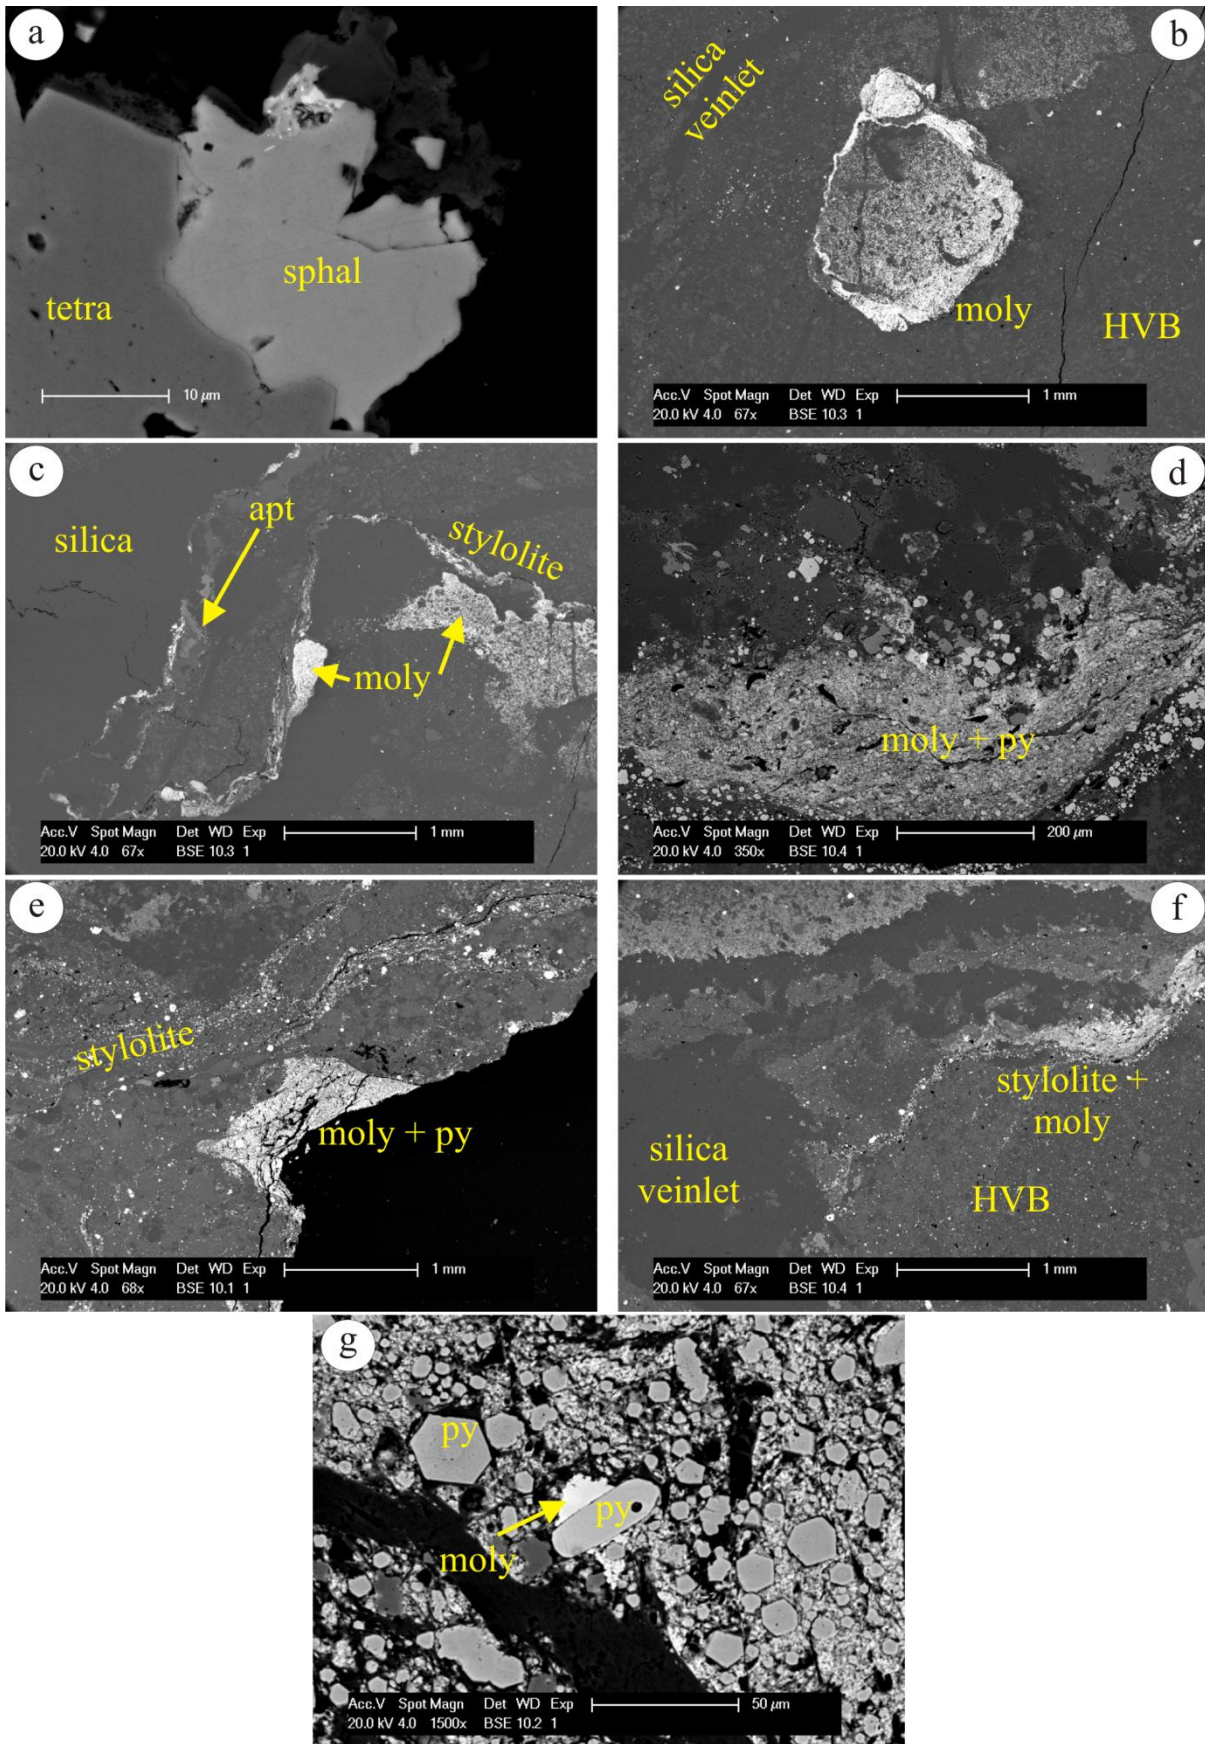 a
sphal
tetra
10 µm
b
silica
veinlet
moly
HVB
Acc.V Spot Magn Det WD Exp 1 mm
20.0 kV 4.0 67x BSE 10.3 1
c
apt
silica
stylolite
moly
Acc.V Spot Magn Det WD Exp 1 mm
20.0 kV 4.0 67x BSE 10.3 1
d
moly + py
Acc.V Spot Magn Det WD Exp 200 µm
20.0 kV 4.0 350x BSE 10.4 1
e
stylolite
moly + py
Acc.V Spot Magn Det WD Exp 1 mm
20.0 kV 4.0 68x BSE 10.1 1
f
stylolite +
moly
silica
veinlet
HVB
Acc.V Spot Magn Det WD Exp 1 mm
20.0 kV 4.0 67x BSE 10.4 1
g
py
py
moly
Acc.V Spot Magn Det WD Exp 50 µm
20.0 kV 4.0 1500x BSE 10.2 1